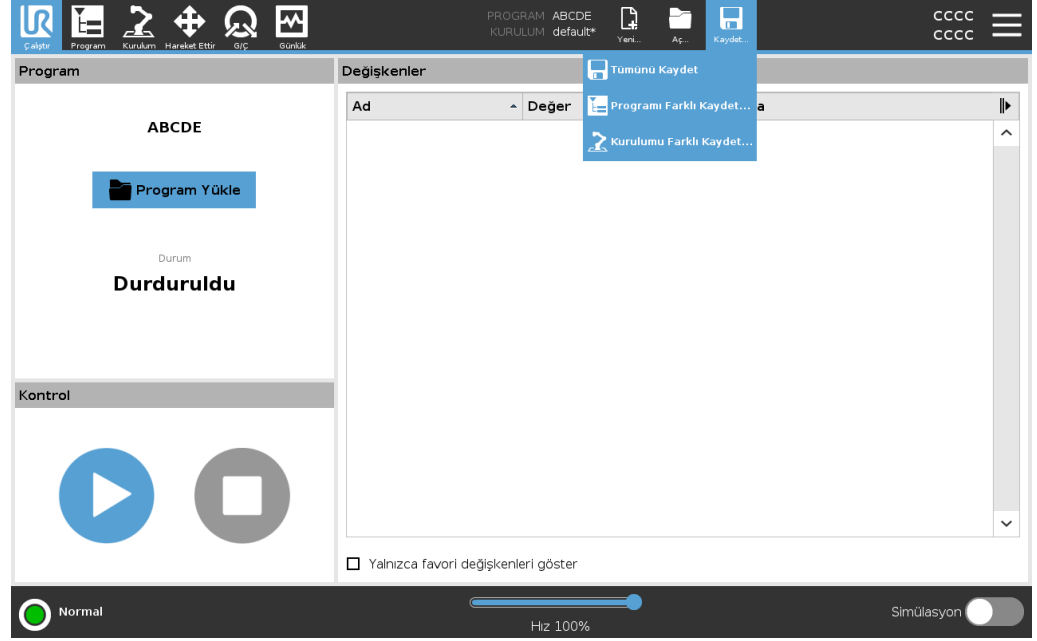 Çalıştır
Program
Kurulum
Hareket Ettir
G/Ç
Günlük
PROGRAM ABCDE
KURULUM default*
Yeni...
Aç...
Kaydet...
CCCC
CCCC
Tümünü Kaydet
Programı Farklı Kaydet...
Kurulumu Farklı Kaydet...
Program
ABCDE
Program Yükle
Durum
Durduruldu
Kontrol
Değişkenler
Ad
Değer
a
Yalnızca favori değişkenleri göster
Normal
Hız 100%
Simülasyon